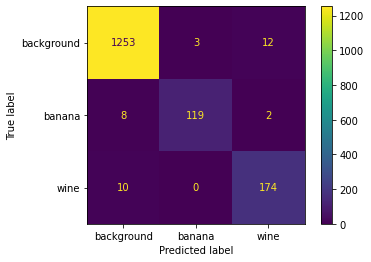 background 1253 3 12
banana 8 119 2
wine 10 0 174
background banana wine
Predicted label
True label
1200
1000
800
600
400
200
0